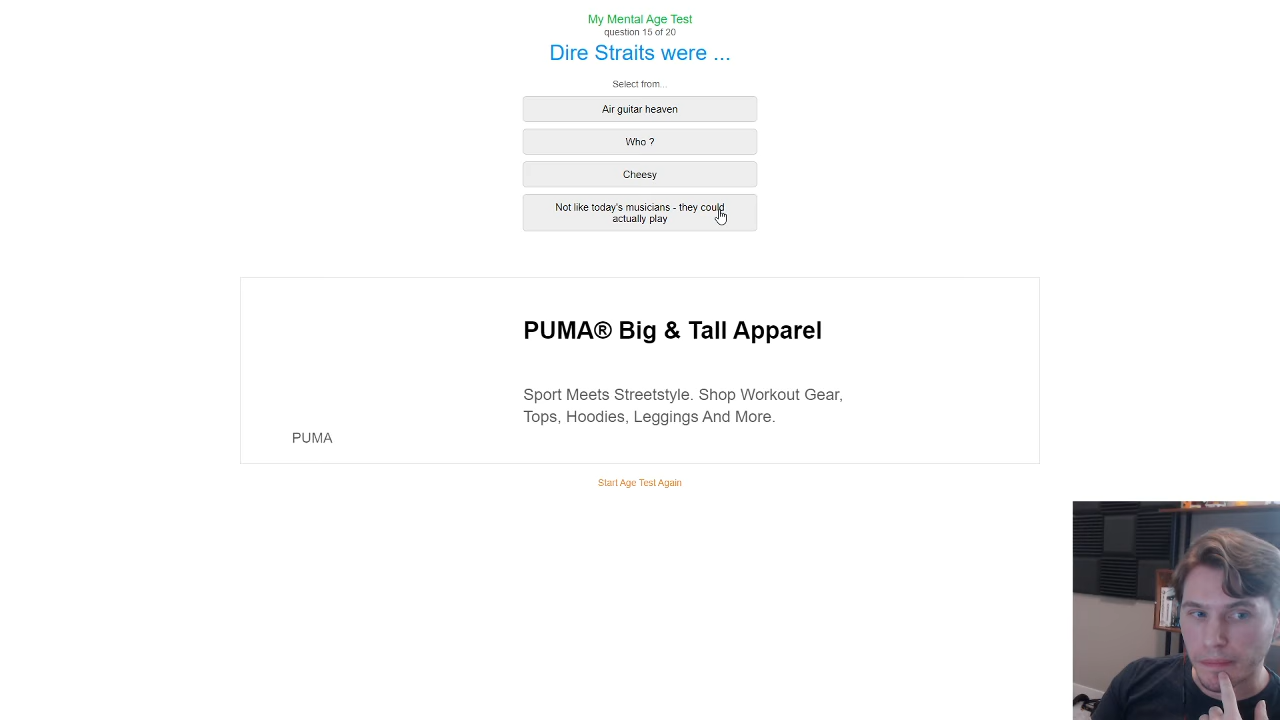 My Mental Age Test
question 15 of 20
Dire Straits were ...
Select from...
Air guitar heaven
Who ?
Cheesy
Not like today's musicians - they could
actually play
PUMA® Big & Tall Apparel
Sport Meets Streetstyle. Shop Workout Gear,
Tops, Hoodies, Leggings And More.
PUMA
Start Age Test Again